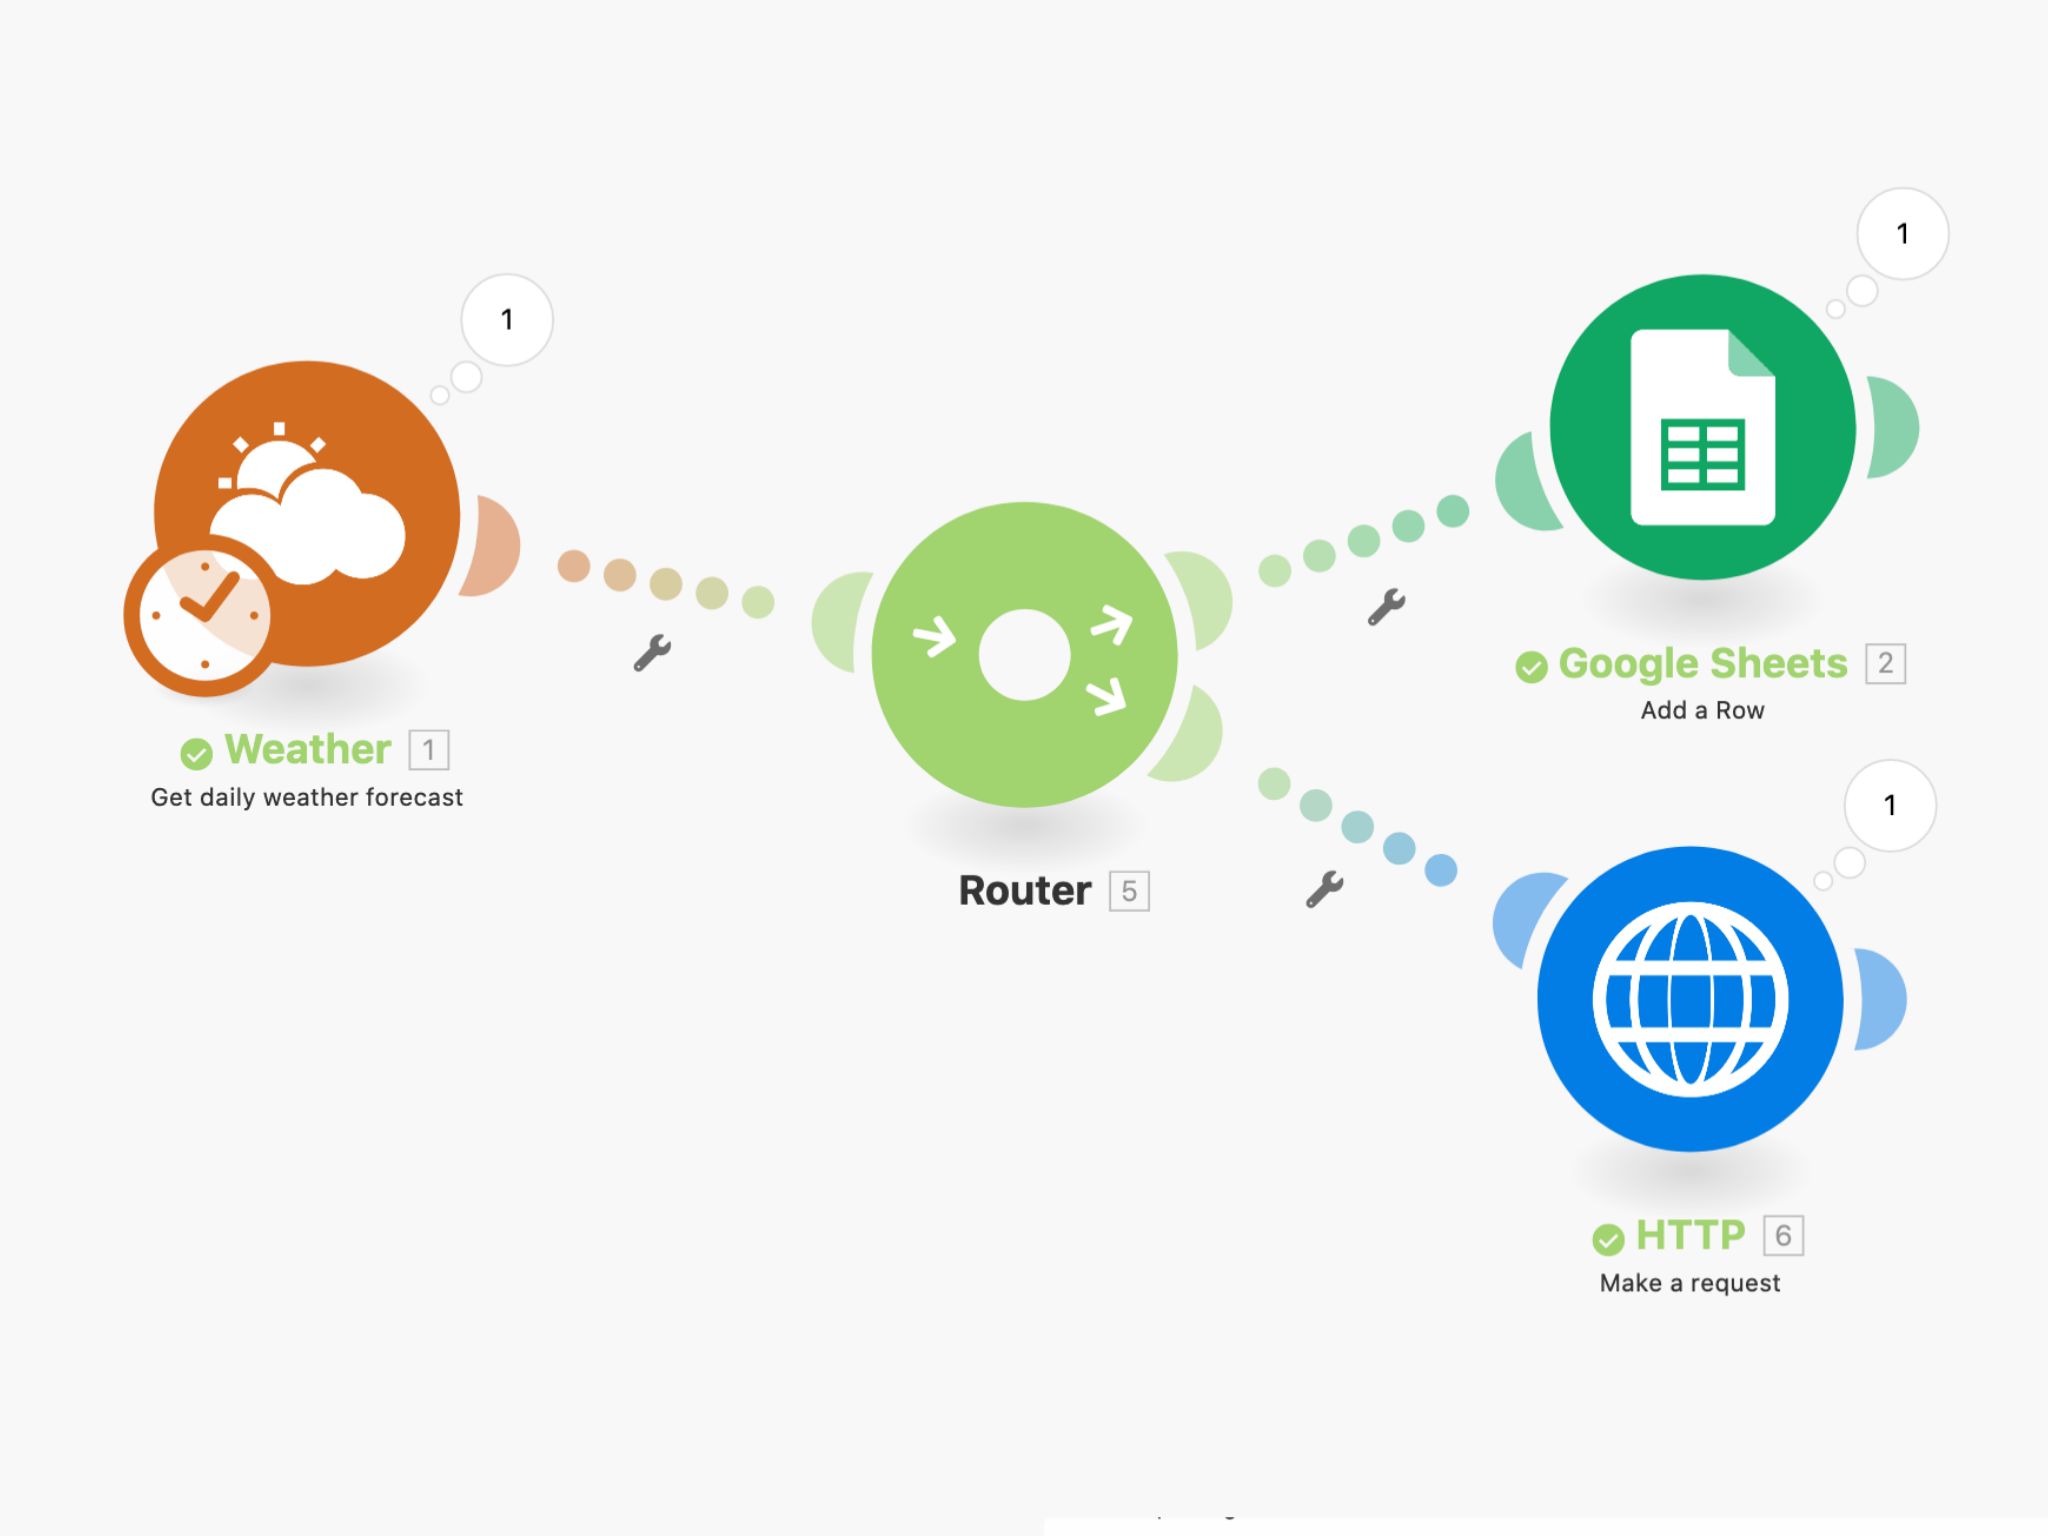 1
Weather 1
Get daily weather forecast
Router 5
1
Google Sheets 2
Add a Row
1
HTTP 6
Make a request